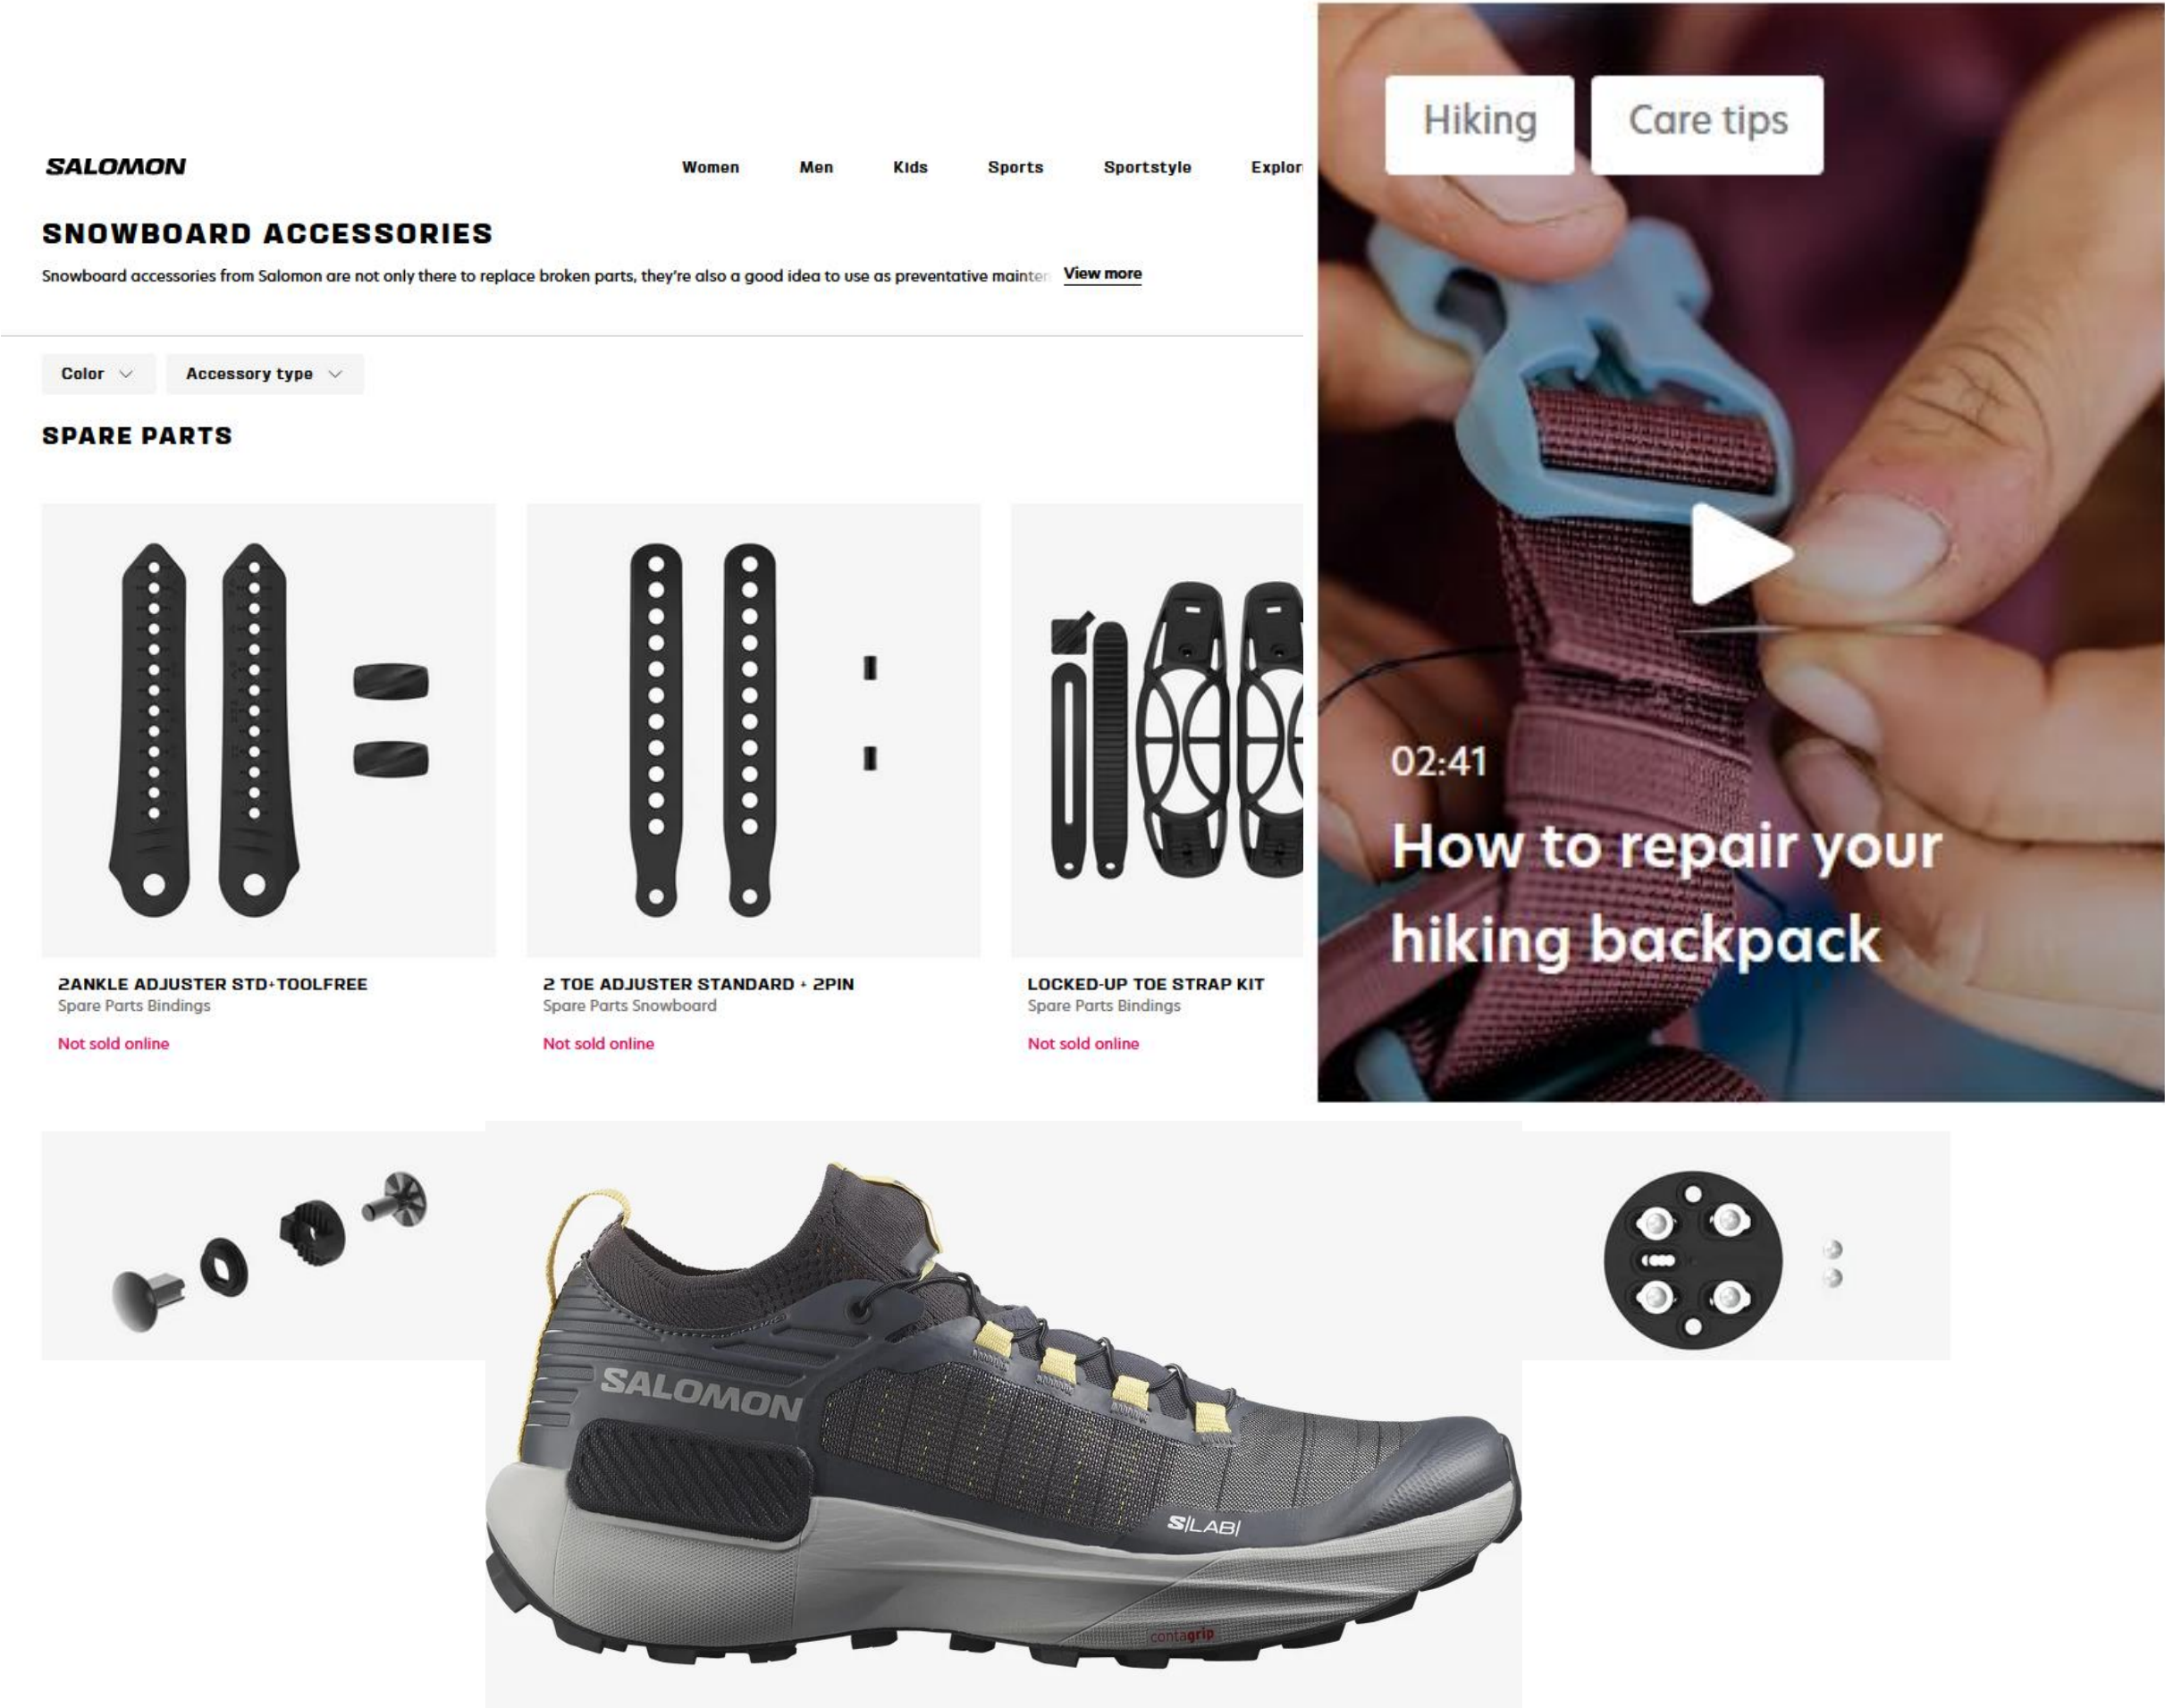 SALOMON
Women Men Kids Sports Sportstyle Explor
SNOWBOARD ACCESSORIES
Snowboard accessories from Salomon are not only there to replace broken parts, they're also a good idea to use as preventative mainten View more
Color Accessory type
SPARE PARTS
2ANKLE ADJUSTER STD+TOOLFREE
Spare Parts Bindings
Not sold online
2 TOE ADJUSTER STANDARD + 2PIN
Spare Parts Snowboard
Not sold online
LOCKED-UP TOE STRAP KIT
Spare Parts Bindings
Not sold online
Hiking Care tips
02:41
How to repair your
hiking backpack
SALOMON
S/LAB/
contagrip